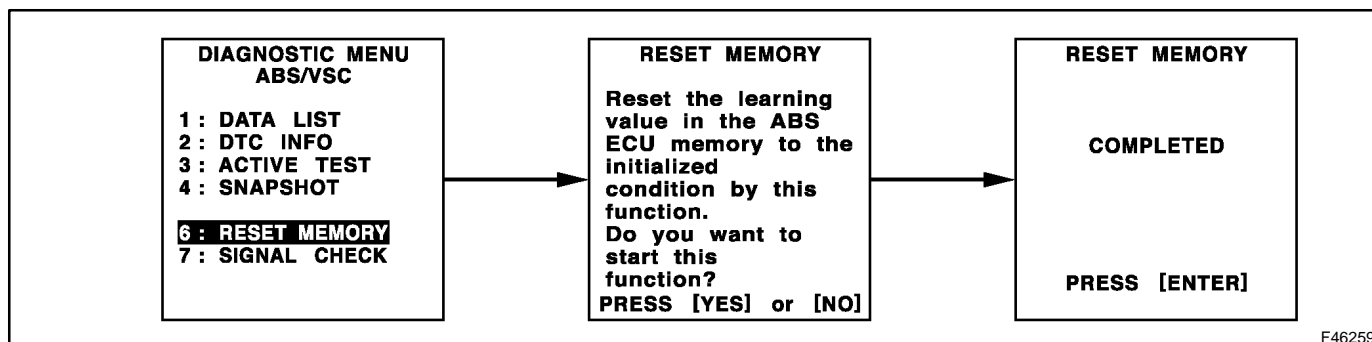 DIAGNOSTIC MENU
ABS/VSC
1 : DATA LIST
2 : DTC INFO
3 : ACTIVE TEST
4 : SNAPSHOT
6 : RESET MEMORY
7 : SIGNAL CHECK
RESET MEMORY
Reset the learning
value in the ABS
ECU memory to the
initialized
condition by this
function.
Do you want to
start this
function?
PRESS [YES] or [NO]
RESET MEMORY
COMPLETED
PRESS [ENTER]
F46259